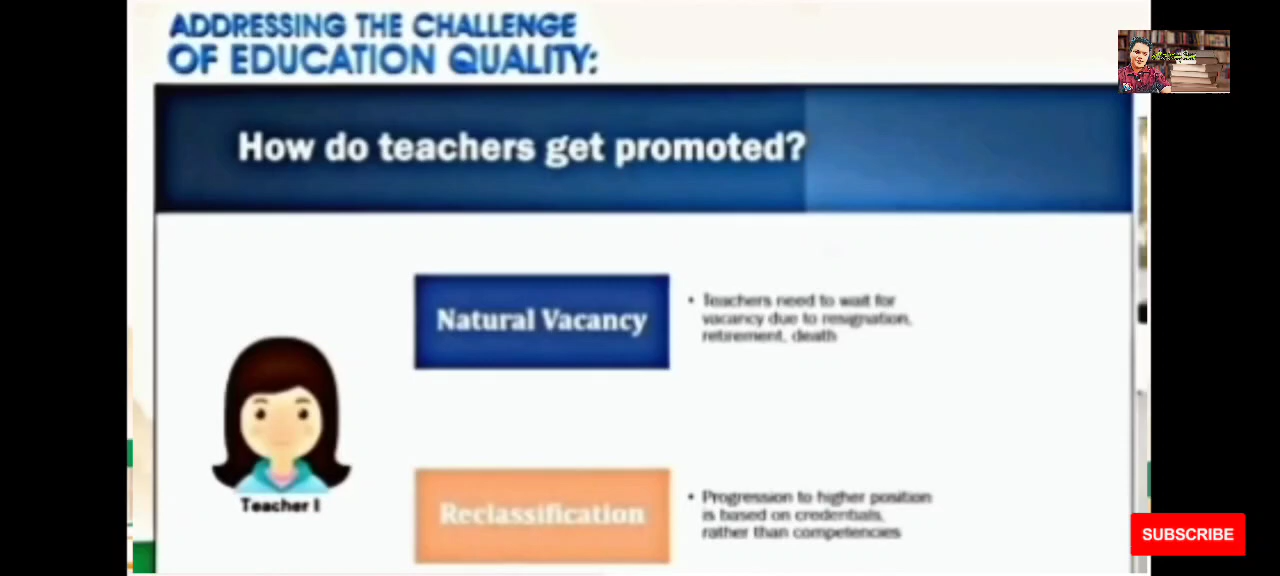 ADDRESSING THE CHALLENGE
OF EDUCATION QUALITY:
How do teachers get promoted?
Natural Vacancy
• Teachers need to wait for
vacancy due to resignation,
retirement, death
Teacher I
Reclassification
• Progression to higher position
is based on credentials,
rather than competencies
SUBSCRIBE